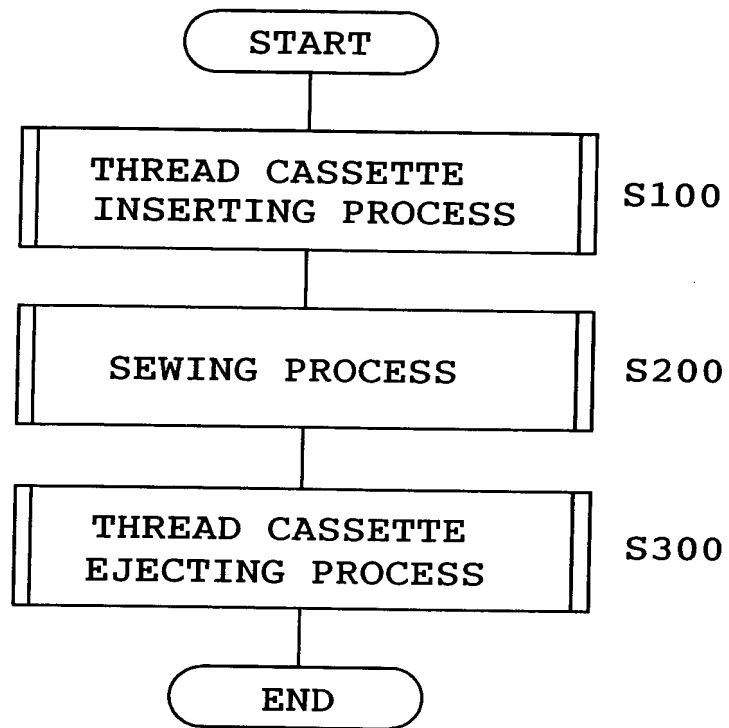 START
THREAD CASSETTE
INSERTING PROCESS
S100
SEWING PROCESS
S200
THREAD CASSETTE
EJECTING PROCESS
S300
END